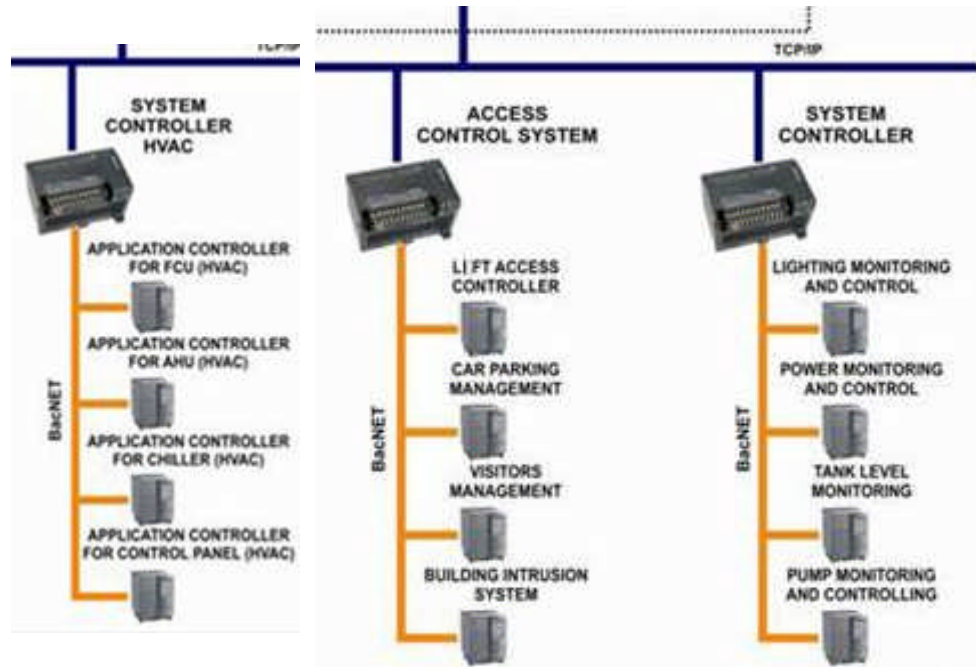 TCP/IP
SYSTEM
CONTROLLER
HVAC
APPLICATION CONTROLLER
FOR FCU (HVAC)
APPLICATION CONTROLLER
FOR AHU (HVAC)
BacNET
APPLICATION CONTROLLER
FOR CHILLER (HVAC)
APPLICATION CONTROLLER
FOR CONTROL PANEL (HVAC)
TCP/IP
ACCESS
CONTROL SYSTEM
LIFT ACCESS
CONTROLLER
CAR PARKING
MANAGEMENT
BacNET
VISITORS
MANAGEMENT
BUILDING INTRUSION
SYSTEM
SYSTEM
CONTROLLER
LIGHTING MONITORING
AND CONTROL
POWER MONITORING
AND CONTROL
BacNET
TANK LEVEL
MONITORING
PUMP MONITORING
AND CONTROLLING